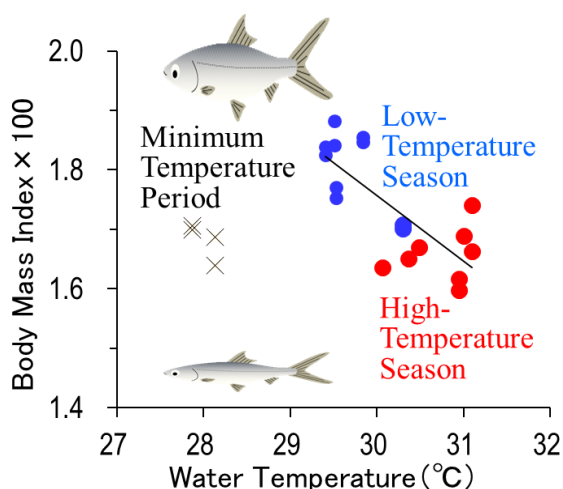 2.0
1.8
1.6
1.4
Body Mass Index × 100
Minimum
Temperature
Period
Low-
Temperature
Season
High-
Temperature
Season
27 28 29 30 31 32
Water Temperature(℃)